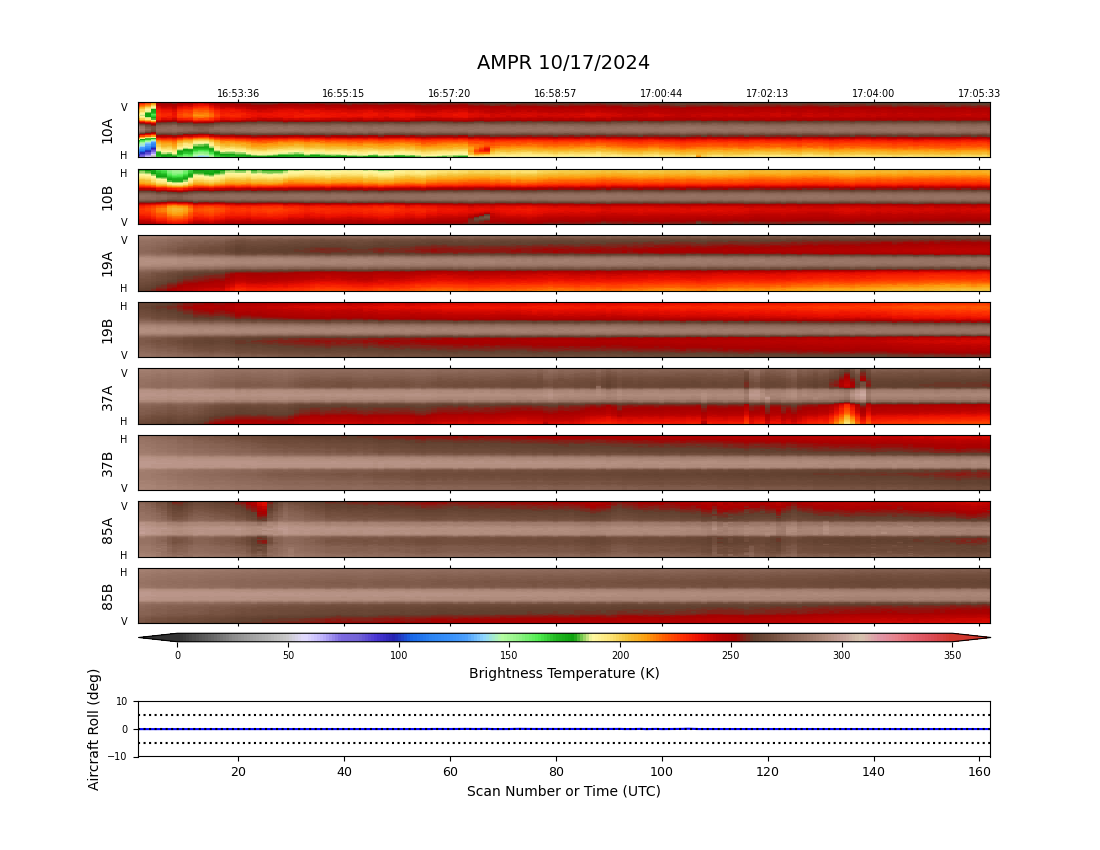 AMPR 10/17/2024
16:53:36 16:55:15 16:57:20 16:58:57 17:00:44 17:02:13 17:04:00 17:05:33
V
10A
H
H
10B
V
V
19A
H
H
19B
V
V
37A
H
H
37B
V
V
85A
H
H
85B
V
0 50 100 150 200 250 300 350
Brightness Temperature (K)
Aircraft Roll (deg)
10
0
−10
20 40 60 80 100 120 140 160
Scan Number or Time (UTC)